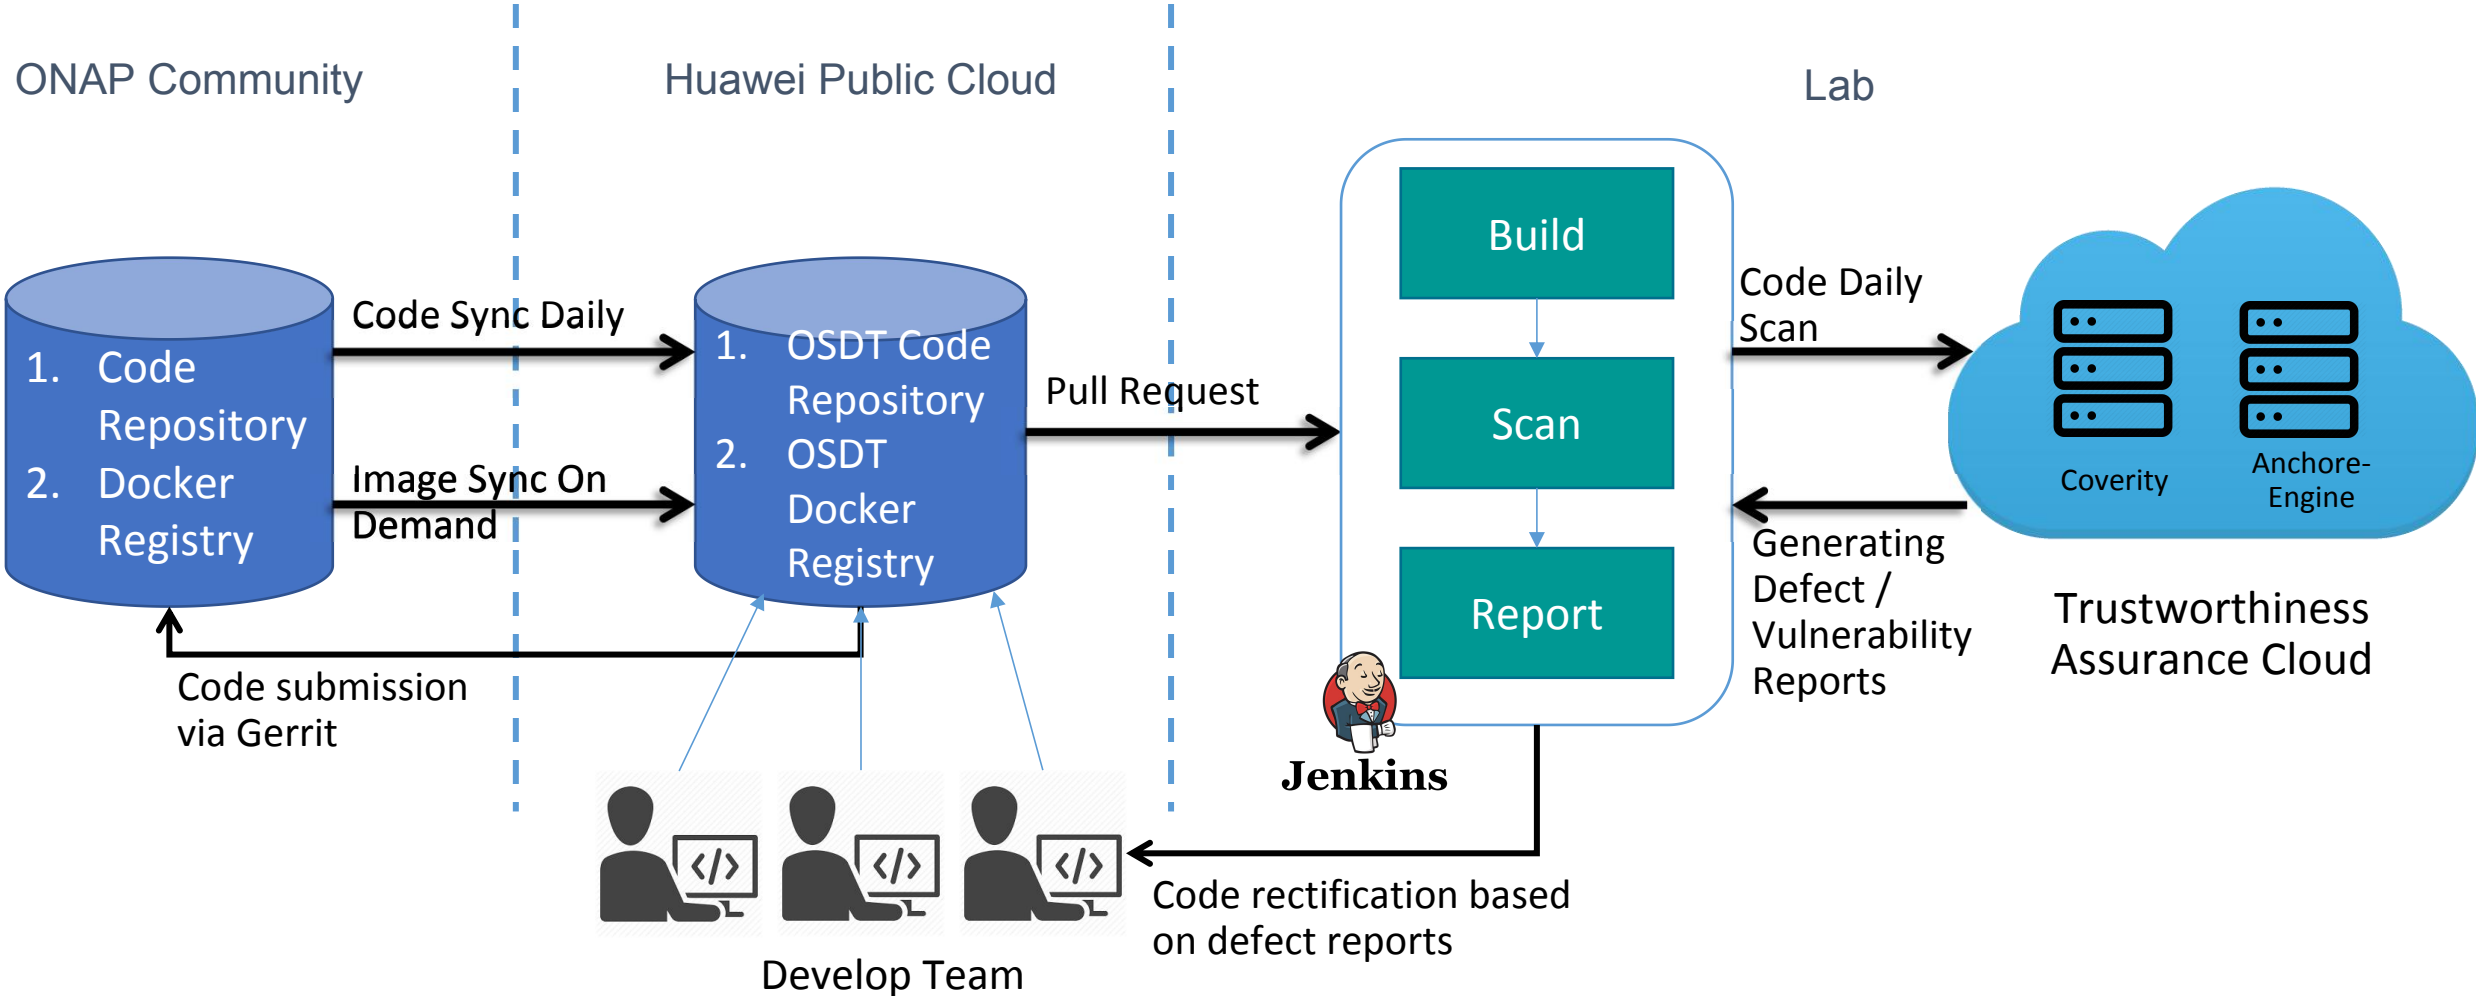 ONAP Community
Huawei Public Cloud
Lab
1. Code
Repository
2. Docker
Registry
Code Sync Daily
Image Sync On
Demand
1. OSDT Code
Repository
2. OSDT
Docker
Registry
Pull Request
Build
Scan
Report
Jenkins
Code Daily
Scan
Generating
Defect /
Vulnerability
Reports
Coverity
Anchore-
Engine
Trustworthiness
Assurance Cloud
Code submission
via Gerrit
</>
</>
</>
Develop Team
Code rectification based
on defect reports